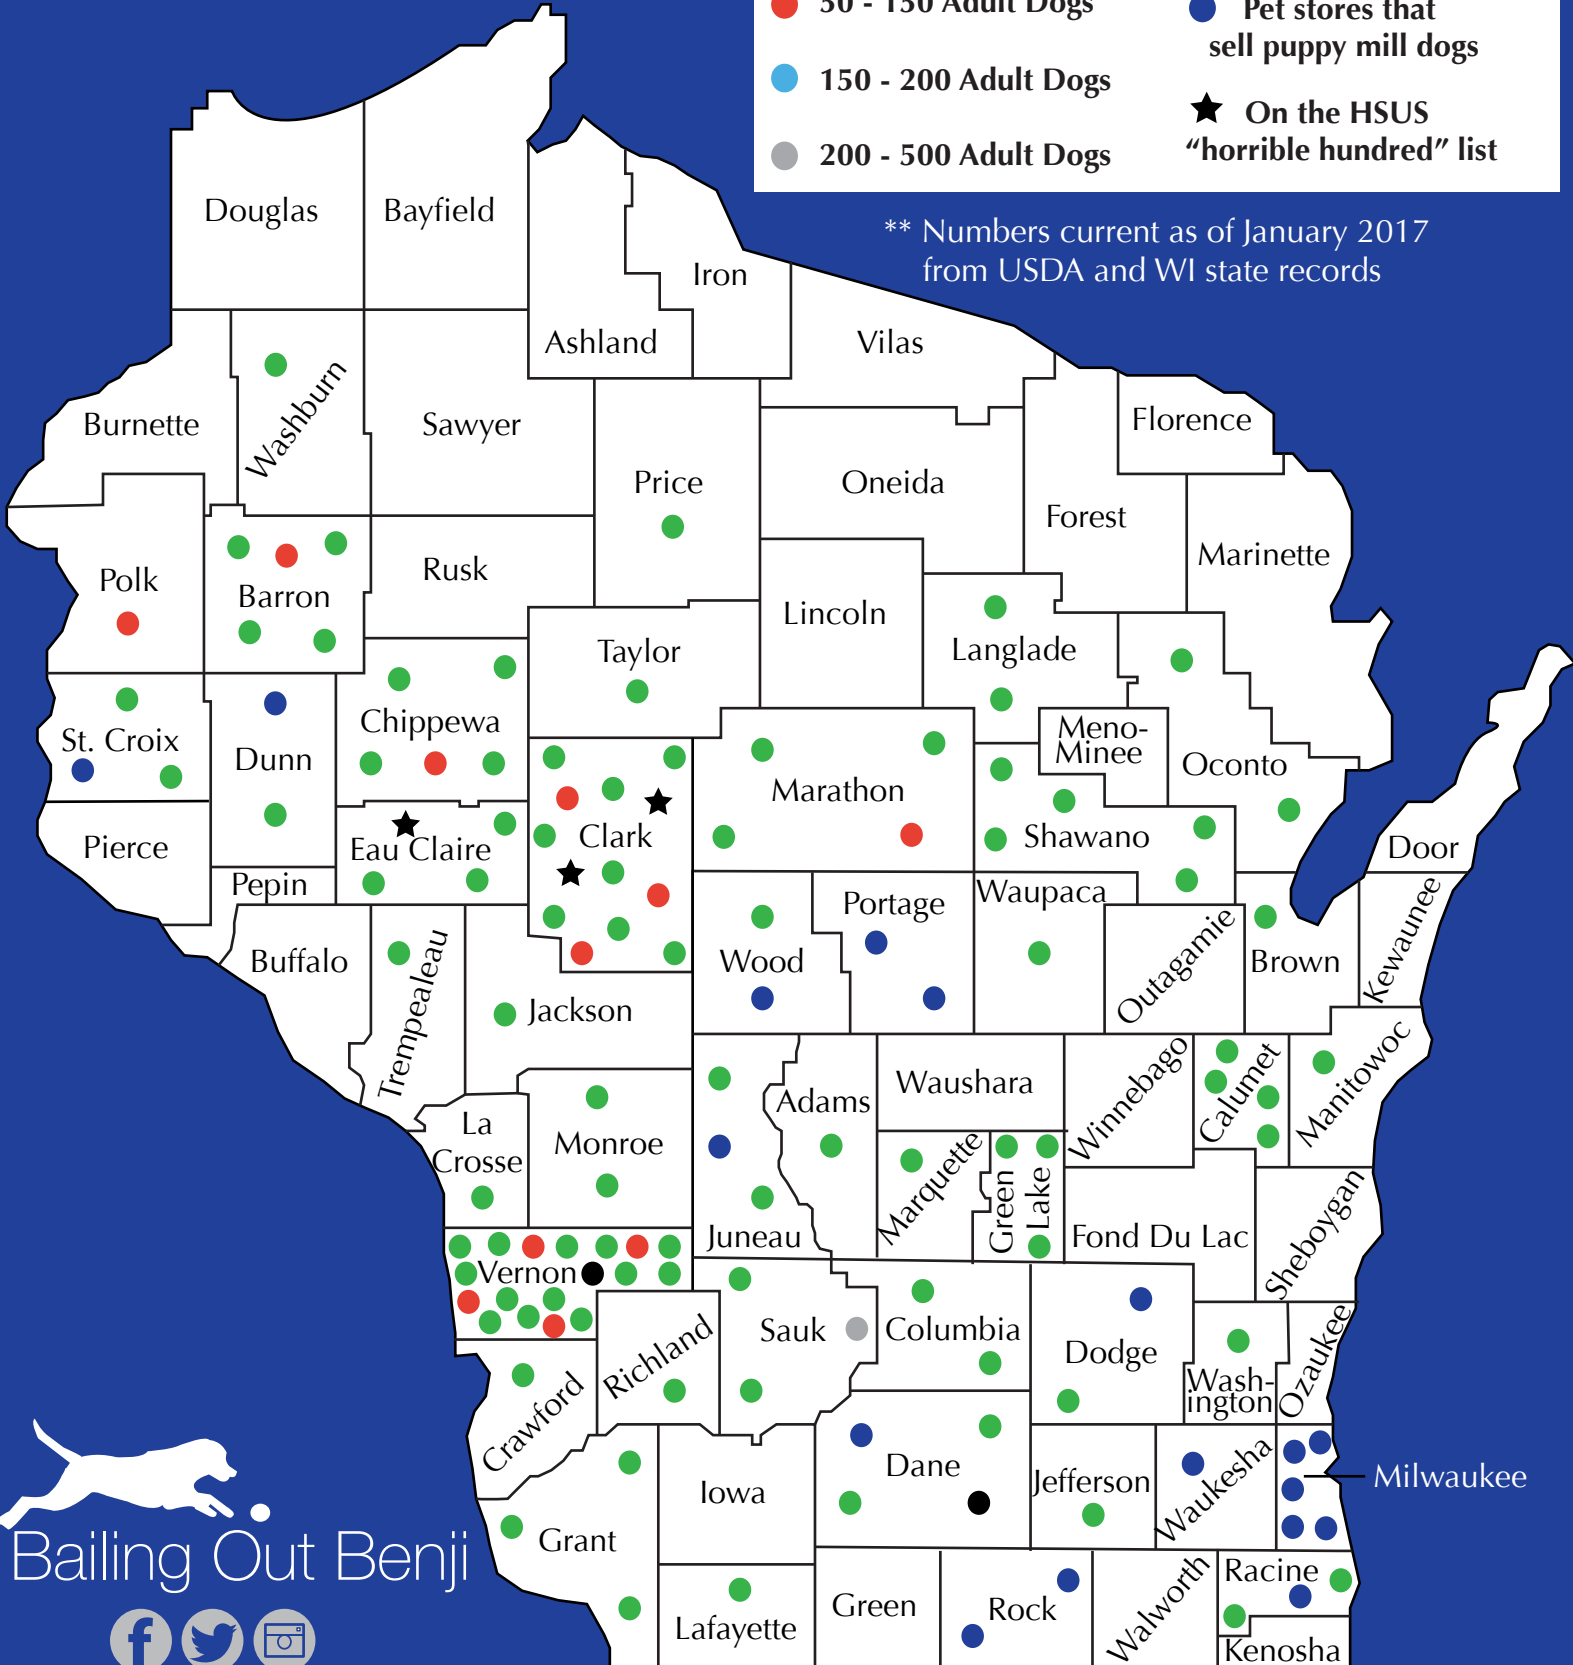 50 - 150 Adult Dogs
Pet stores that
sell puppy mill dogs
150 - 200 Adult Dogs
On the HSUS
"horrible hundred" list
200 - 500 Adult Dogs
** Numbers current as of January 2017
from USDA and WI state records
Douglas
Bayfield
Iron
Ashland
Vilas
Burnette
Washburn
Sawyer
Florence
Price
Oneida
Forest
Marinette
Polk
Barron
Rusk
Lincoln
Taylor
Langlade
St. Croix
Dunn
Chippewa
Meno-
Minee
Oconto
Marathon
Clark
Shawano
Pierce
Eau Claire
Door
Pepin
Portage
Waupaca
Buffalo
Trempealeau
Wood
Outagamie
Brown
Kewaunee
Jackson
Waushara
Winnebago
Calumet
Manitowoc
Adams
La
Crosse
Monroe
Marquette
Green
Lake
Juneau
Fond Du Lac
Sheboygan
Vernon
Sauk
Columbia
Richland
Dodge
Wash-
ington
Ozaukee
Crawford
Dane
Jefferson
Waukesha
Milwaukee
Iowa
Grant
Bailing Out Benji
Racine
Green
Rock
Walworth
Lafayette
Kenosha